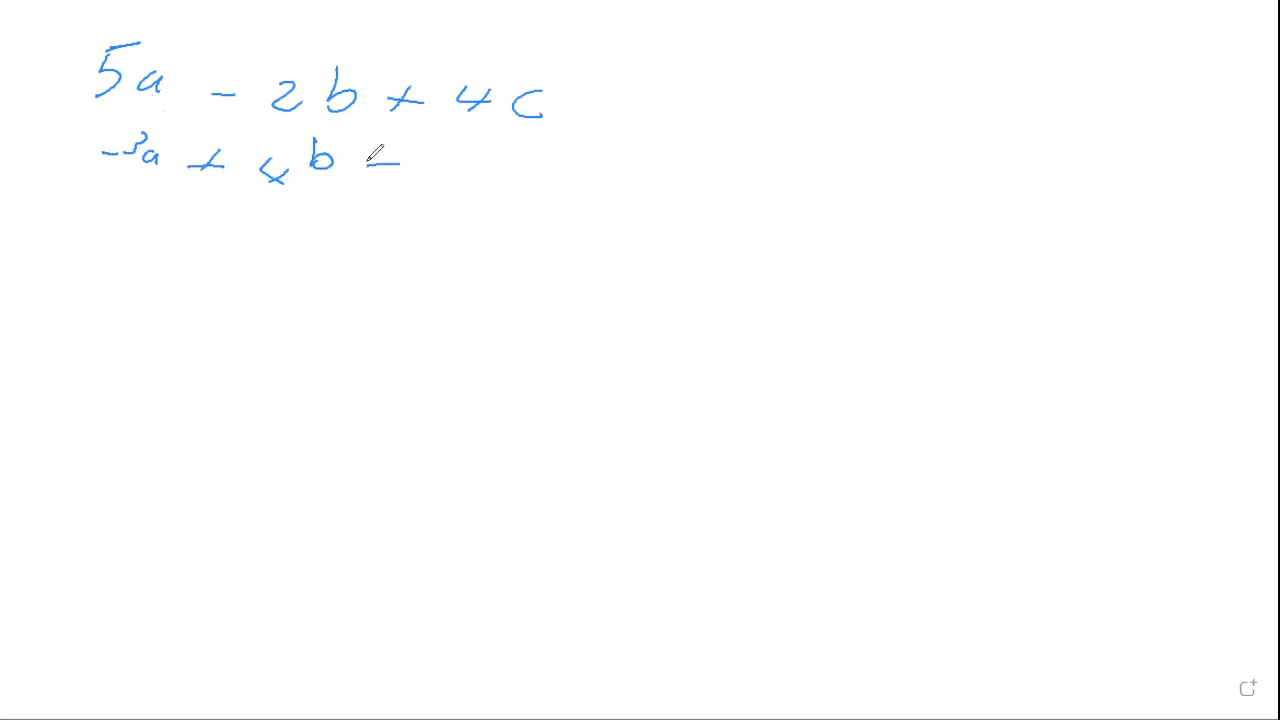 5a - 2b + 4c
-3a + 4b -